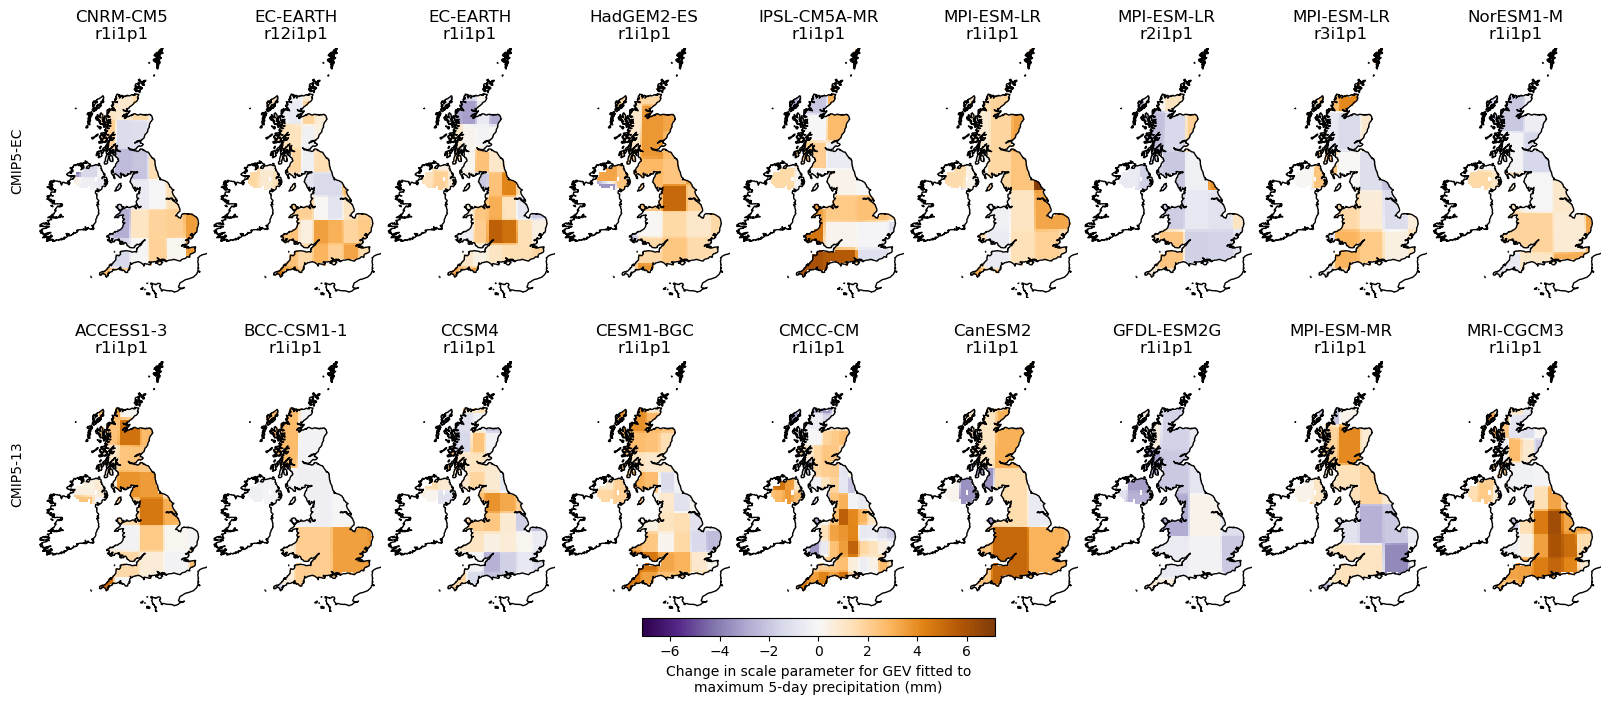 CNRM-CM5 EC-EARTH EC-EARTH HadGEM2-ES IPSL-CM5A-MR MPI-ESM-LR MPI-ESM-LR MPI-ESM-LR NorESM1-M
r1i1p1 r12i1p1 r1i1p1 r1i1p1 r1i1p1 r1i1p1 r2i1p1 r3i1p1 r1i1p1
CMIP5-EC
ACCESS1-3 BCC-CSM1-1 CCSM4 CESM1-BGC CMCC-CM CanESM2 GFDL-ESM2G MPI-ESM-MR MRI-CGCM3
r1i1p1 r1i1p1 r1i1p1 r1i1p1 r1i1p1 r1i1p1 r1i1p1 r1i1p1 r1i1p1
CMIP5-13
−6 −4 −2 0 2 4 6
Change in scale parameter for GEV fitted to
maximum 5-day precipitation (mm)